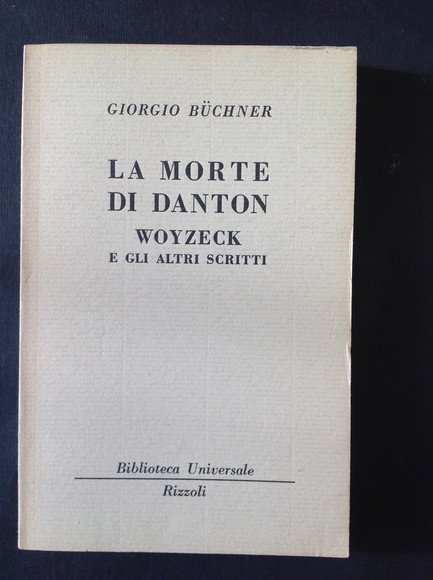 GIORGIO BÜCHNER
LA MORTE
DI DANTON
WOYZECK
E GLI ALTRI SCRITTI
Biblioteca Universale
Rizzoli